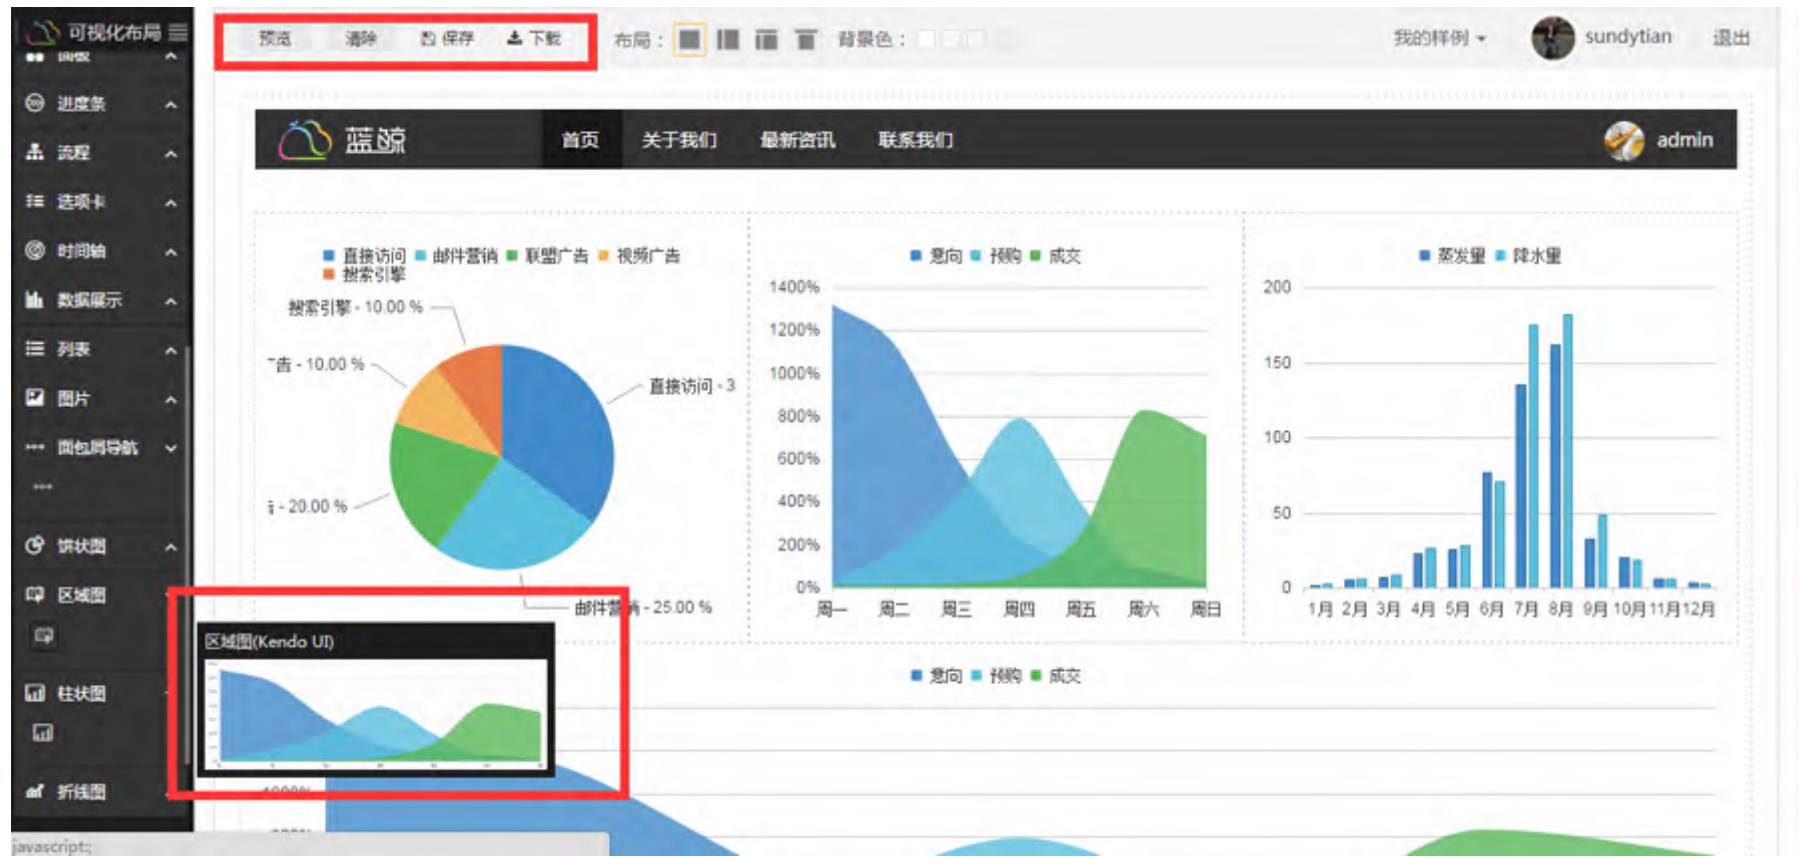 可视化布局
预览 清除 保存 下载 布局： 背景色： 我的样例 sundytian 退出
面板
进度条
流程
选项卡
时间轴
数据展示
列表
图片
面包屑导航
饼状图
区域图
柱状图
折线图
javascript:;
蓝鲸 首页 关于我们 最新资讯 联系我们 admin
直接访问 邮件营销 联盟广告 视频广告
搜索引擎
搜索引擎 - 10.00 %
广告 - 10.00 %
直接访问 - 3
告 - 20.00 %
邮件营销 - 25.00 %
意向 预购 成交
1400%
1200%
1000%
800%
600%
400%
200%
0%
周一 周二 周三 周四 周五 周六 周日
蒸发量 降水量
200
150
100
50
0
1月 2月 3月 4月 5月 6月 7月 8月 9月 10月 11月 12月
区域图(Kendo UI)
意向 预购 成交
1000%